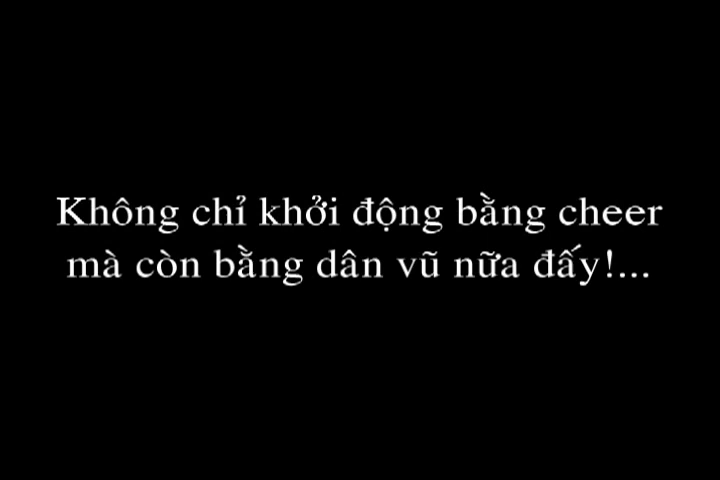 Không chỉ khởi động bằng cheer
mà còn bằng dân vũ nữa đấy!...